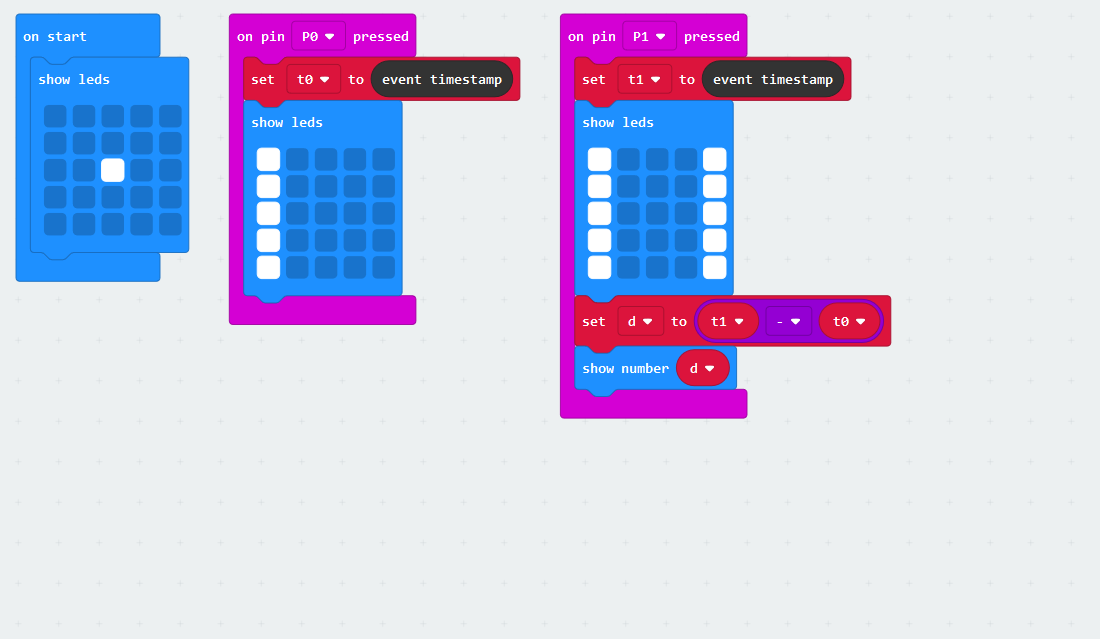 on start
show leds
on pin P0 pressed
set t0 to event timestamp
show leds
on pin P1 pressed
set t1 to event timestamp
show leds
set d to t1 - t0
show number d